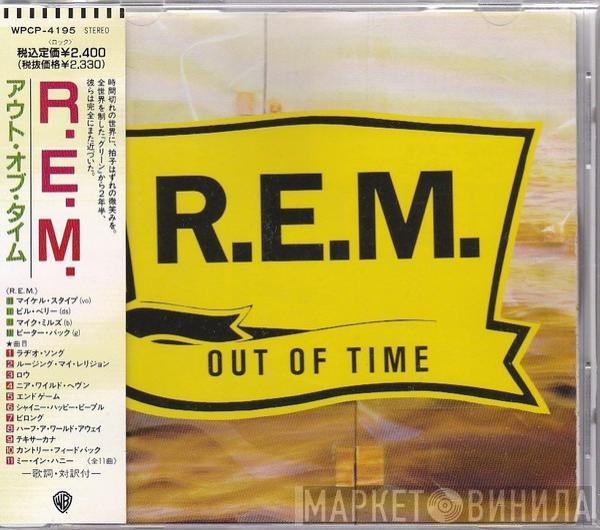 WPCP-4195 STEREO
〈ロック〉
税込定価¥2,400
(税抜価格¥2,330)
R.E.M.
アウト・オブ・タイム
時間切れの世界に、拍子はずれの微笑みを。
全世界を制した「グリーン」から2年半、
彼らは完全にまた近づいた。
〈R.E.M.〉
マイケル・スタイプ(vo)
ビル・ベリー(ds)
マイク・ミルズ(b)
ピーター・バック(g)
★曲目
1 ラヂオ・ソング
2 ルージング・マイ・レリジョン
3 ロウ
4 ニア・ワイルド・ヘヴン
5 エンドゲーム
6 シャイニー・ハッピー・ピープル
7 ビロング
8 ハーフ・ア・ワールド・アウェイ
9 テキサーカナ
10 カントリー・フィードバック
11 ミー・イン・ハニー 〈全11曲〉
—歌詞・対訳付—
R.E.M.
OUT OF TIME
МАРКЕТ ВИНИЛА